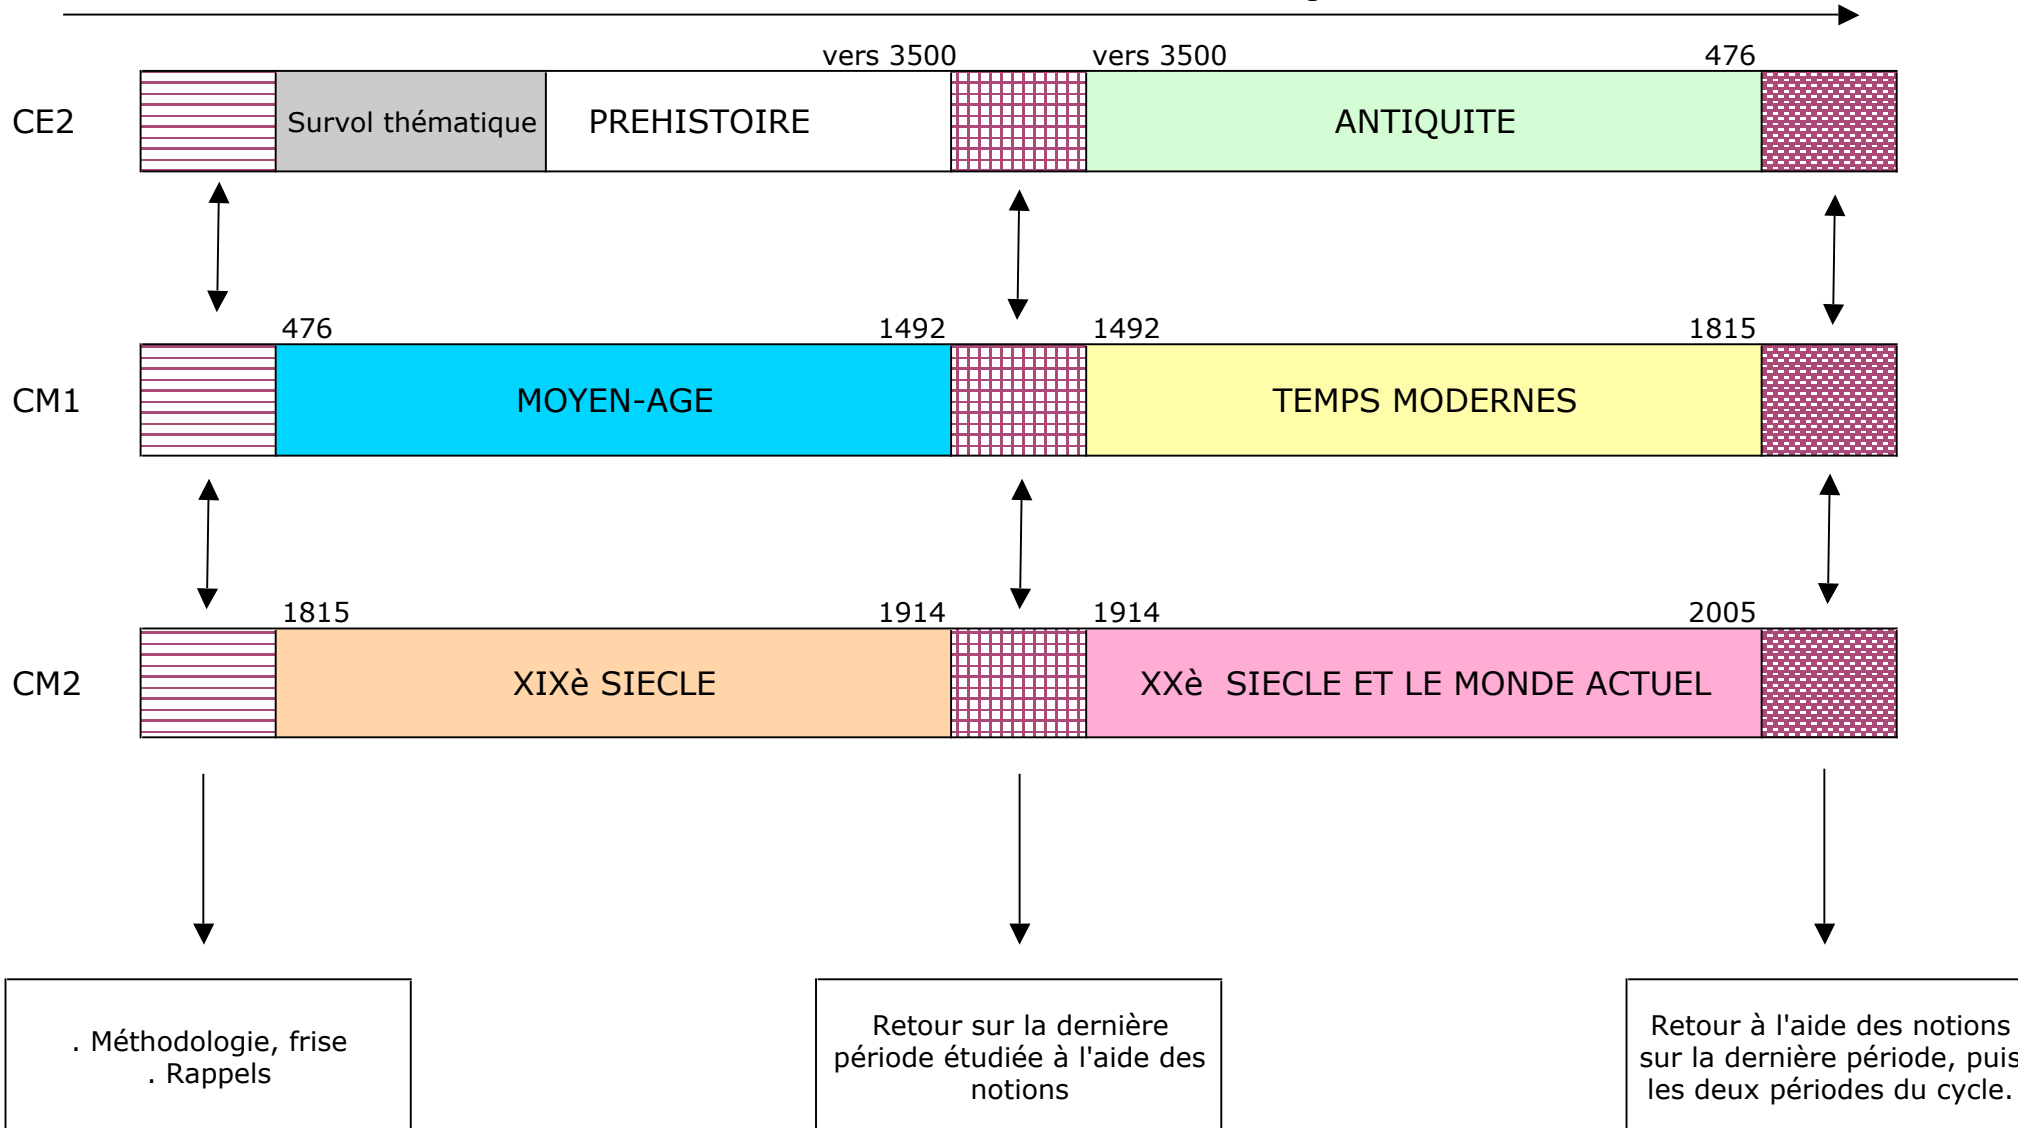 vers 3500 vers 3500 476
CE2 Survol thématique PREHISTOIRE ANTIQUITE
476 1492 1492 1815
CM1 MOYEN-AGE TEMPS MODERNES
1815 1914 1914 2005
CM2 XIXè SIECLE XXè SIECLE ET LE MONDE ACTUEL
. Méthodologie, frise
. Rappels
Retour sur la dernière
période étudiée à l'aide des
notions
Retour à l'aide des notions
sur la dernière période, puis
les deux périodes du cycle.